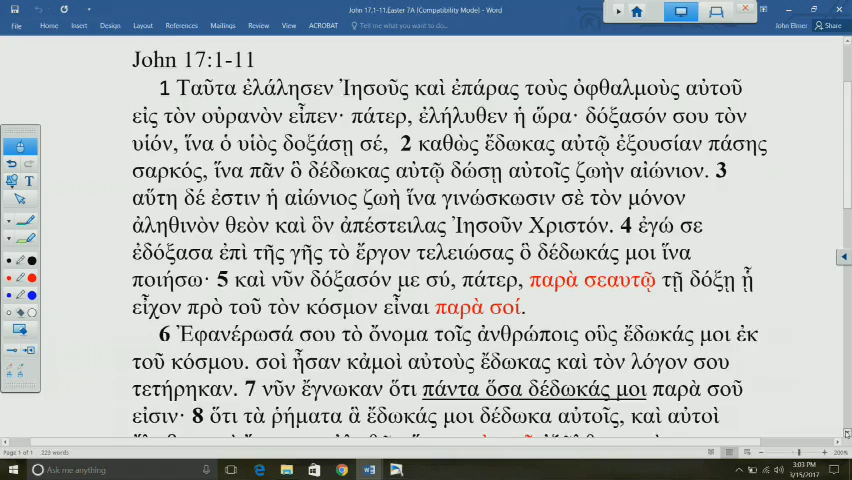 John 17.1-11.Easter 7A [Compatibility Mode] - Word
File Home Insert Design Layout References Mailings Review View ACROBAT Tell me what you want to do... John Elmer Share
John 17:1-11
1 Ταῦτα ἐλάλησεν Ἰησοῦς καὶ ἐπάρας τοὺς ὀφθαλμοὺς αὐτοῦ
εἰς τὸν οὐρανὸν εἶπεν· πάτερ, ἐλήλυθεν ἡ ὥρα· δόξασόν σου τὸν
υἱόν, ἵνα ὁ υἱὸς δοξάσῃ σέ, 2 καθὼς ἔδωκας αὐτῷ ἐξουσίαν πάσης
σαρκός, ἵνα πᾶν ὃ δέδωκας αὐτῷ δώσῃ αὐτοῖς ζωὴν αἰώνιον. 3
αὕτη δέ ἐστιν ἡ αἰώνιος ζωὴ ἵνα γινώσκωσιν σὲ τὸν μόνον
ἀληθινὸν θεὸν καὶ ὃν ἀπέστειλας Ἰησοῦν Χριστόν. 4 ἐγώ σε
ἐδόξασα ἐπὶ τῆς γῆς τὸ ἔργον τελειώσας ὃ δέδωκάς μοι ἵνα
ποιήσω· 5 καὶ νῦν δόξασόν με σύ, πάτερ, παρὰ σεαυτῷ τῇ δόξῃ ᾗ
εἶχον πρὸ τοῦ τὸν κόσμον εἶναι παρὰ σοί.
6 Ἐφανέρωσά σου τὸ ὄνομα τοῖς ἀνθρώποις οὓς ἔδωκάς μοι ἐκ
τοῦ κόσμου. σοὶ ἦσαν κἀμοὶ αὐτοὺς ἔδωκας καὶ τὸν λόγον σου
τετήρηκαν. 7 νῦν ἔγνωκαν ὅτι πάντα ὅσα δέδωκάς μοι παρὰ σοῦ
εἰσιν· 8 ὅτι τὰ ῥήματα ἃ ἔδωκάς μοι δέδωκα αὐτοῖς, καὶ αὐτοὶ
Page 1 of 1 229 words 200%
Ask me anything 3:03 PM
3/15/2017